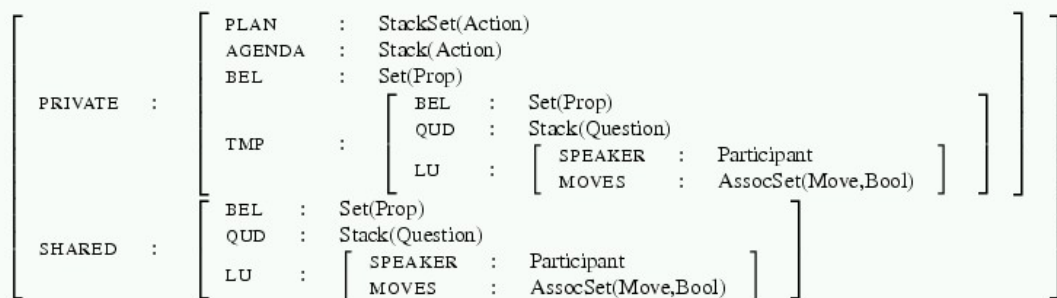 PLAN : StackSet(Action)
AGENDA : Stack(Action)
BEL : Set(Prop)
PRIVATE : BEL : Set(Prop)
QUD : Stack(Question)
TMP :
SPEAKER : Participant
LU :
MOVES : AssocSet(Move,Bool)
BEL : Set(Prop)
QUD : Stack(Question)
SHARED :
SPEAKER : Participant
LU :
MOVES : AssocSet(Move,Bool)